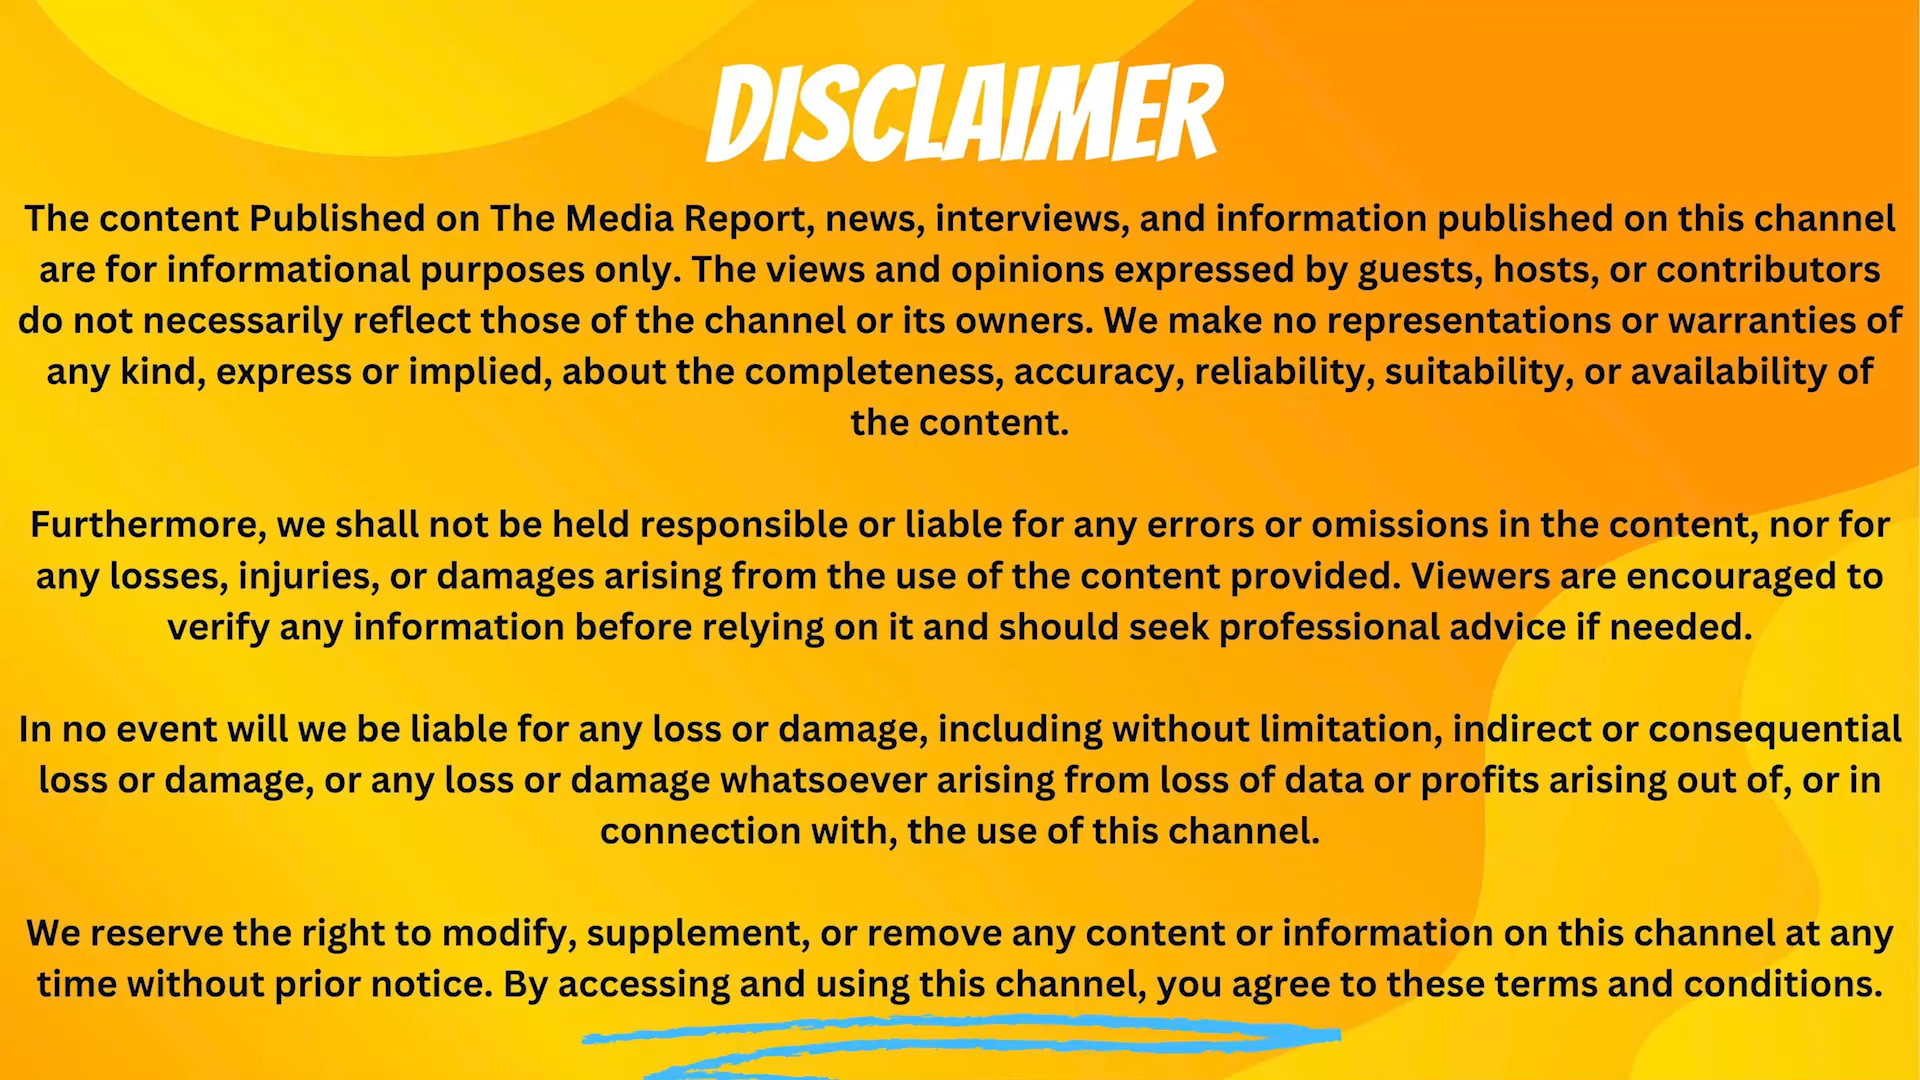 DISCLAIMER
The content Published on The Media Report, news, interviews, and information published on this channel
are for informational purposes only. The views and opinions expressed by guests, hosts, or contributors
do not necessarily reflect those of the channel or its owners. We make no representations or warranties of
any kind, express or implied, about the completeness, accuracy, reliability, suitability, or availability of
the content.
Furthermore, we shall not be held responsible or liable for any errors or omissions in the content, nor for
any losses, injuries, or damages arising from the use of the content provided. Viewers are encouraged to
verify any information before relying on it and should seek professional advice if needed.
In no event will we be liable for any loss or damage, including without limitation, indirect or consequential
loss or damage, or any loss or damage whatsoever arising from loss of data or profits arising out of, or in
connection with, the use of this channel.
We reserve the right to modify, supplement, or remove any content or information on this channel at any
time without prior notice. By accessing and using this channel, you agree to these terms and conditions.